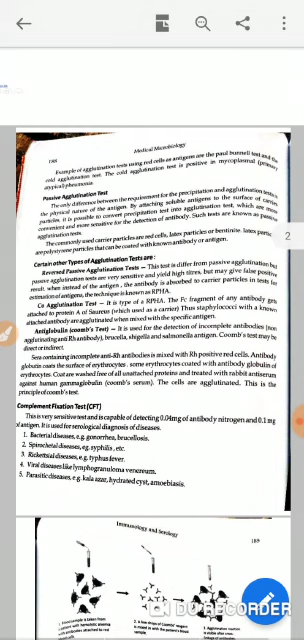 188
Medical Microbiology
Example of agglutination tests using red cells as antigens are the paul bunnell test and the
cold agglutination test. The cold agglutination test is positive in mycoplasmal (primary
atypical) pneumonia.
Passive Agglutination Test
The only difference between the requirement for the precipitation and agglutination tests is
the physical nature of the antigen. By attaching soluble antigens to the surface of carrier
particles, it is possible to convert precipitation test into agglutination test, which are more
convenient and more sensitive for the detection of antibody. Such tests are known as passive
agglutination tests.
The commonly used carrier particles are red cells, latex particles or bentinite. latex partic
are polystyrene particles that can be coated with known antibody or antigen.
Certain other Types of Agglutination Tests are :
Reversed Passive Agglutination Tests – This test is differ from passive agglutination but
passive agglutination tests are very sensitive and yield high titres, but may give false positive
result, when instead of the antigen, the antibody is absorbed to carrier particles in tests for
estimation of antigens, the technique is known as RPHA.
Co Agglutination Test – It is type of a RPHA. The Fc fragment of any antibody gets
attached to protein A of Saureus (which used as a carrier) Thus staphylococci with a known
attached antibody are agglutinated when mixed with the specific antigen.
Antiglobulin (coomb's Test) – It is used for the detection of incomplete antibodies (non
agglutinating anti Rh antibody), brucella, shigella and salmonella antigen. Coomb's test may be
direct or indirect.
Sera containing incomplete anti-Rh antibodies is mixed with Rh positive red cells. Antibody
globutin coats the surface of erythrocytes. some erythrocytes coated with antibody globutin of
erythrocytes. Coat are washed free of all unattached proteins and treated with rabbit antiserum
against human gammaglobulin (coomb's serum). The cells are agglutinated. This is the
principle of coomb's test.
Complement Fixation Test (CFT)
This is very sensitive test and is capable of detecting 0.04mg of antibody nitrogen and 0.1 mg
of antigen. It is used for serological diagnosis of diseases.
1. Bacterial diseases, e.g. gonorrhea, brucellosis.
2. Spirochetal diseases, eg. syphilis, etc.
3. Rickettsial diseases, e.g. typhus fever.
4. Viral diseases like lymphogranuloma venereum.
5. Parasitic diseases, e.g. kala azar, hydrated cyst, amoebiasis.
2
Immunology and Serology
189
DU RECORDER